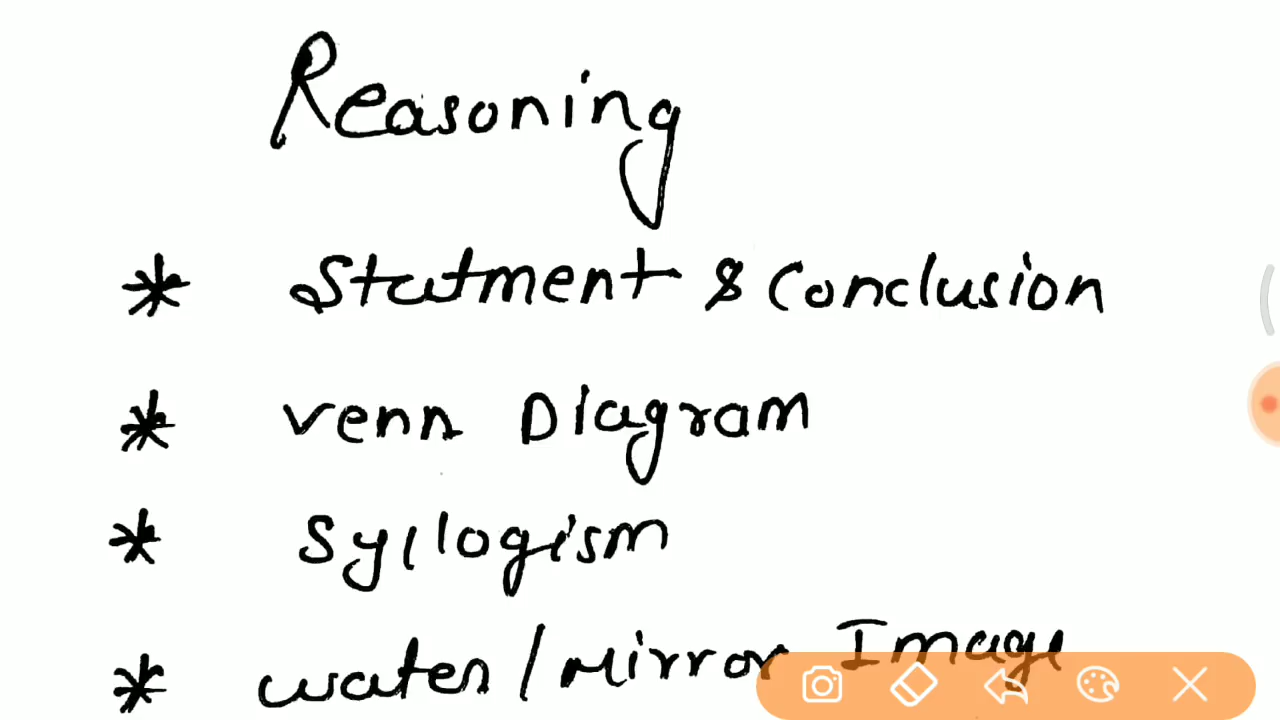 Reasoning
* Statment & Conclusion
* Venn Diagram
* Syllogism
* water/Mirror Image